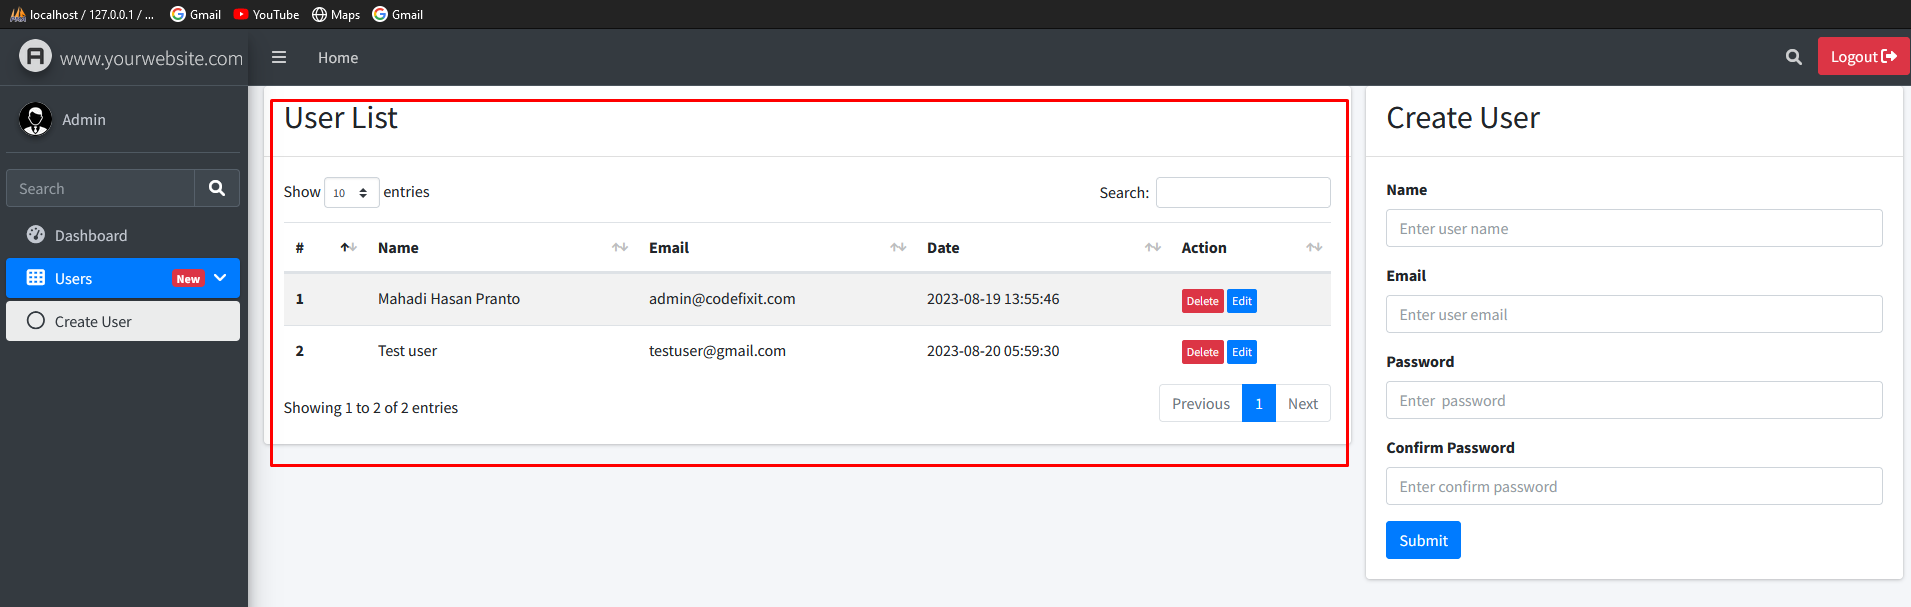 localhost / 127.0.0.1 / ... Gmail YouTube Maps Gmail
A www.yourwebsite.com
Home
Logout
Admin
Search
Dashboard
Users New
Create User
User List
Show 10 entries Search:
# Name Email Date Action
1 Mahadi Hasan Pranto admin@codefixit.com 2023-08-19 13:55:46 Delete Edit
2 Test user testuser@gmail.com 2023-08-20 05:59:30 Delete Edit
Showing 1 to 2 of 2 entries Previous 1 Next
Create User
Name
Enter user name
Email
Enter user email
Password
Enter  password
Confirm Password
Enter confirm password
Submit